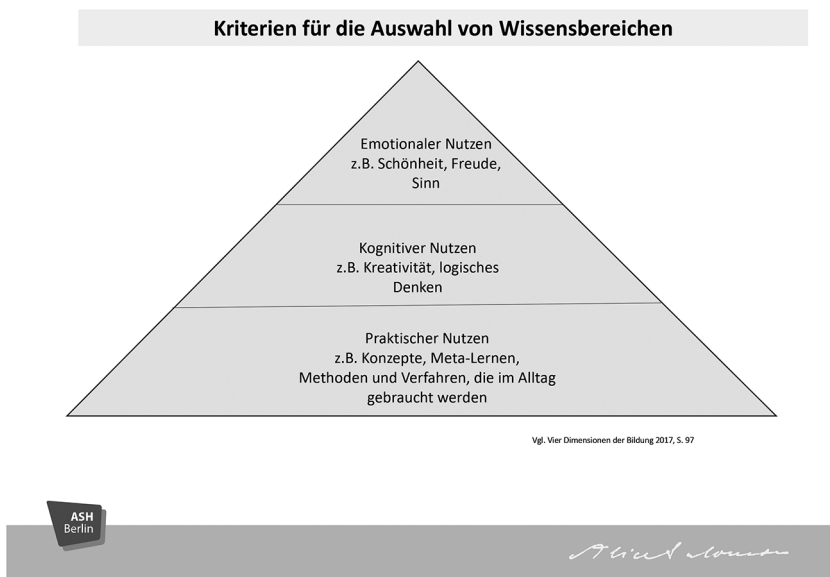 Kriterien für die Auswahl von Wissensbereichen
Emotionaler Nutzen
z.B. Schönheit, Freude,
Sinn
Kognitiver Nutzen
z.B. Kreativität, logisches
Denken
Praktischer Nutzen
z.B. Konzepte, Meta-Lernen,
Methoden und Verfahren, die im Alltag
gebraucht werden
Vgl. Vier Dimensionen der Bildung 2017, S. 97
ASH
Berlin
Alice Salomon